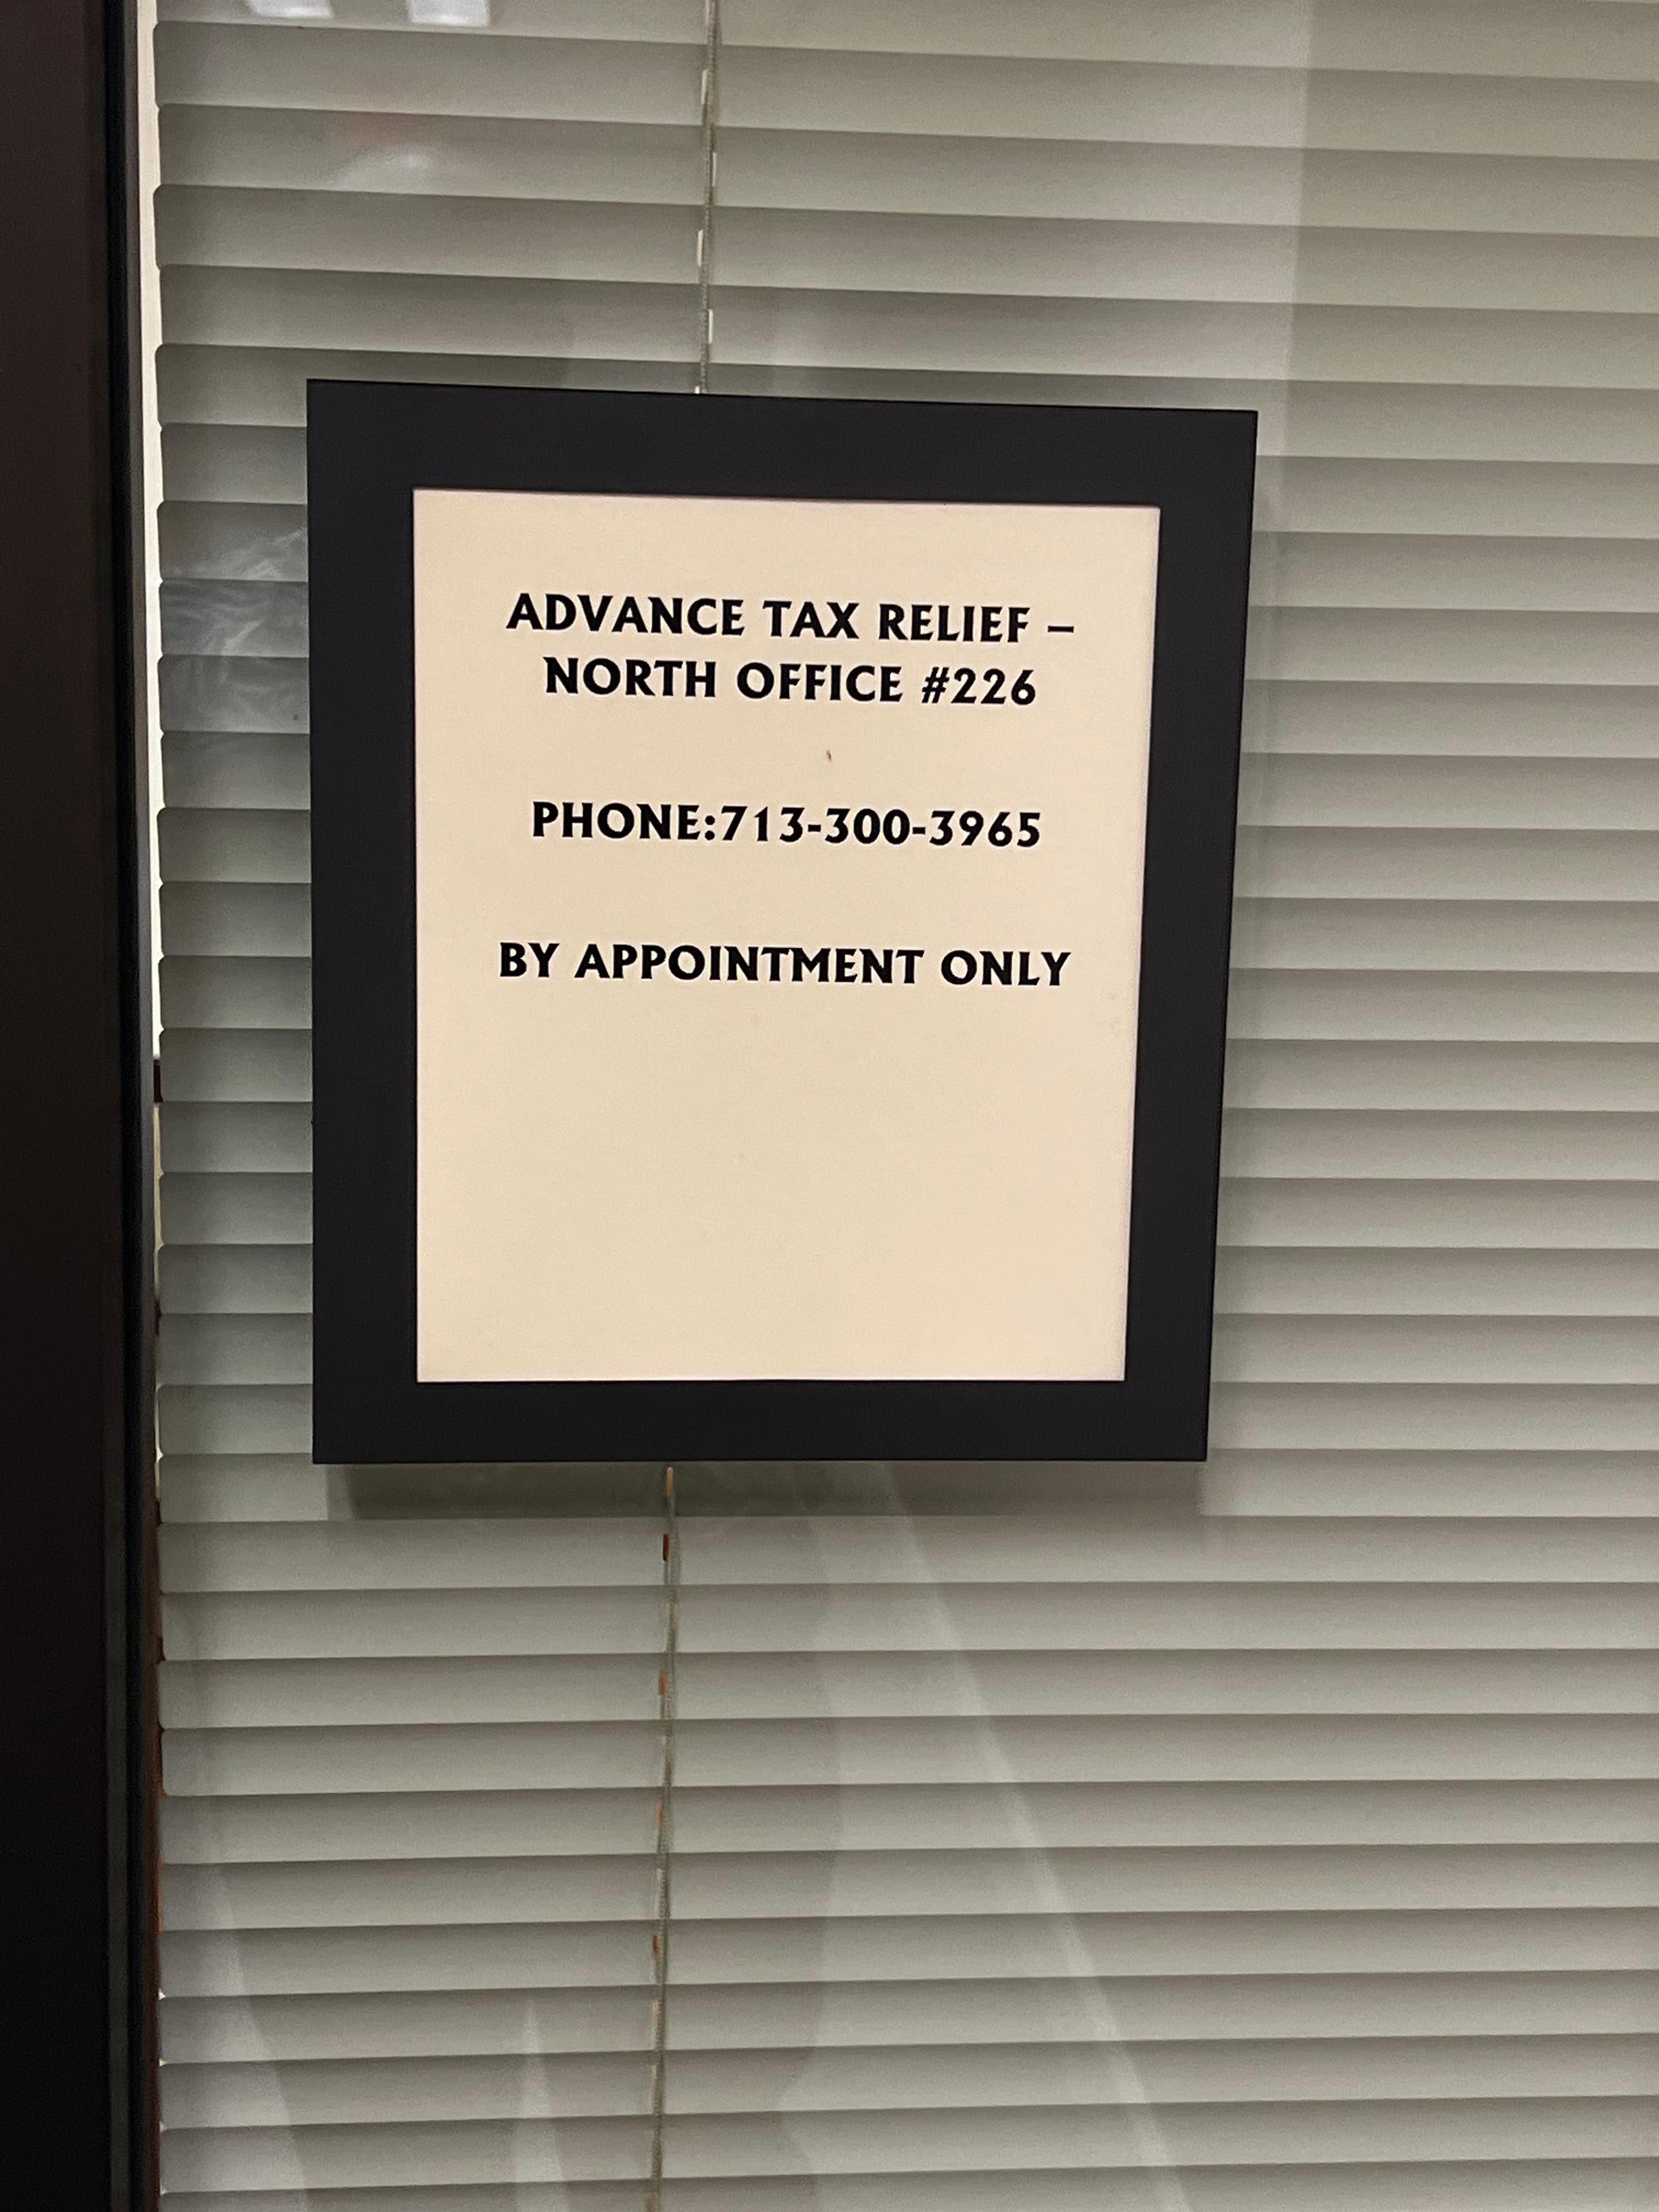 ADVANCE TAX RELIEF –
NORTH OFFICE #226
PHONE:713-300-3965
BY APPOINTMENT ONLY